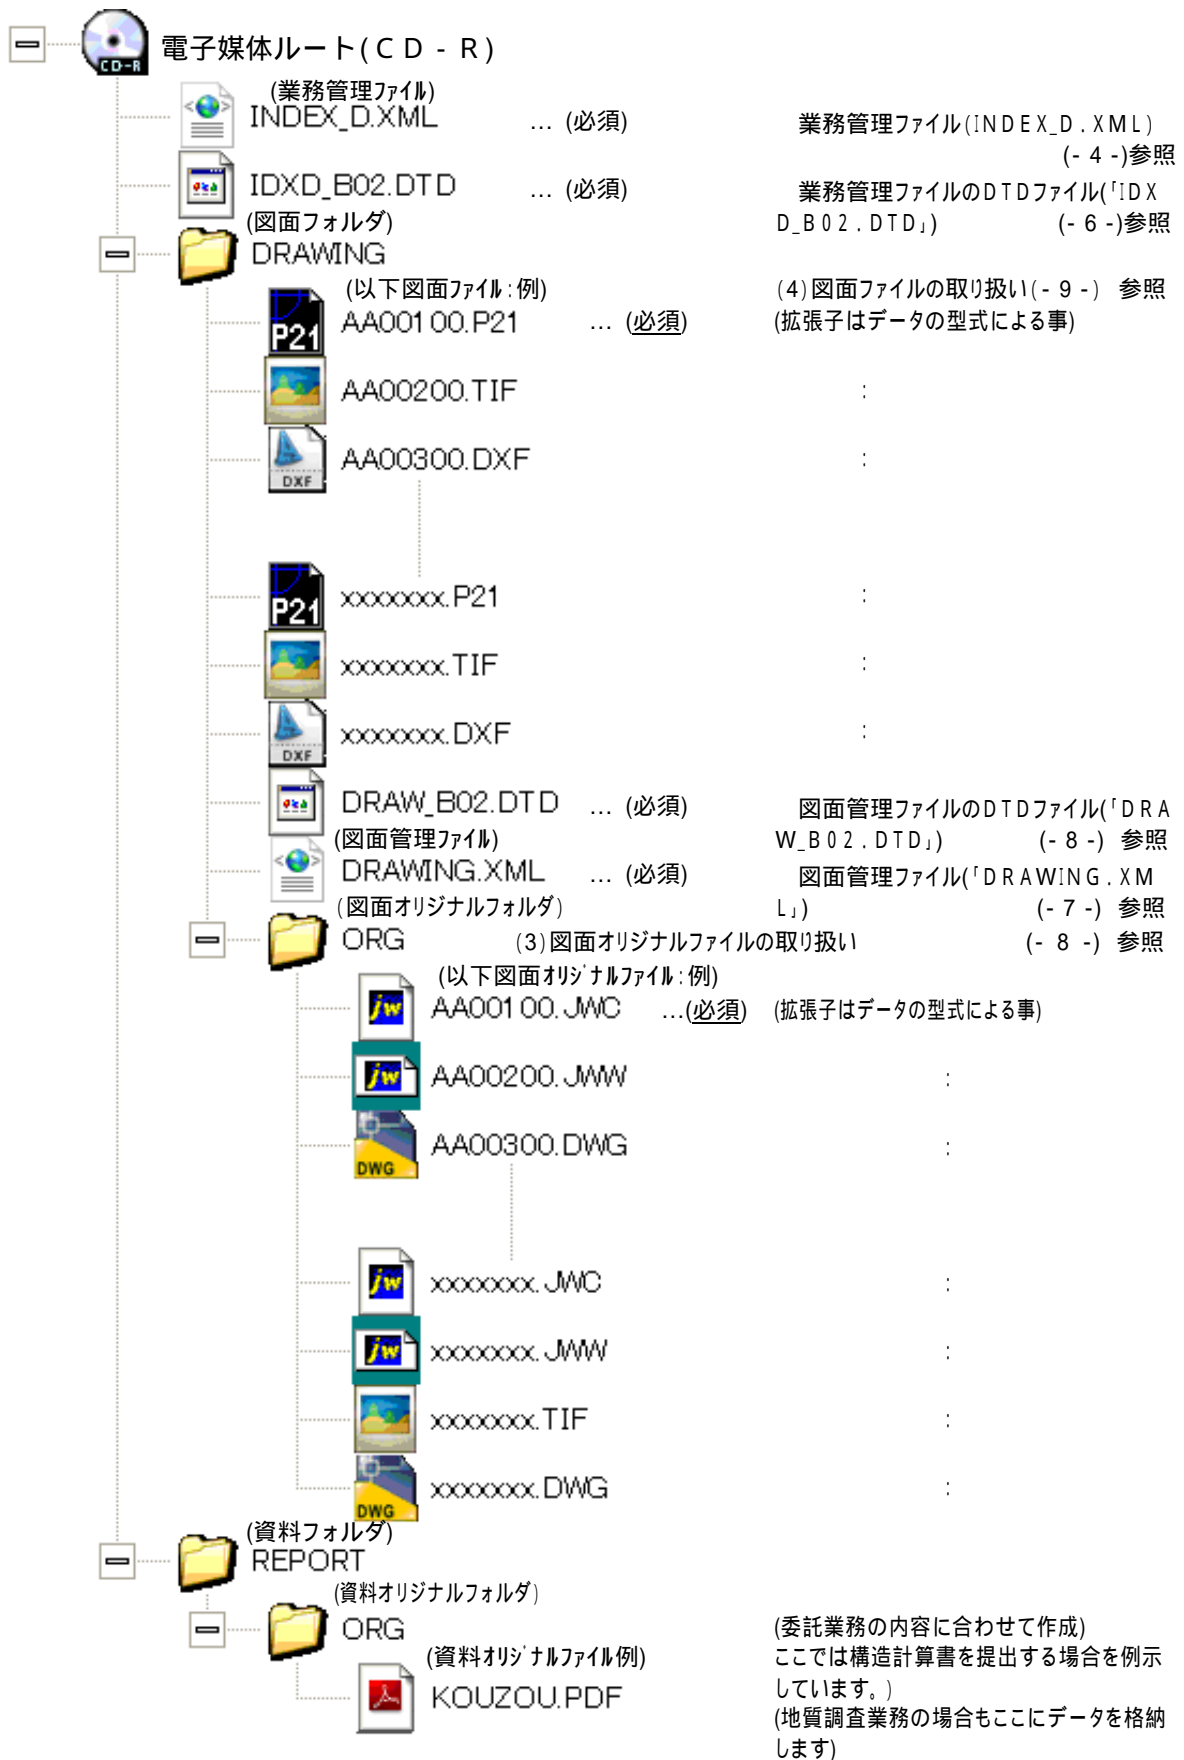 電子媒体ルート(ＣＤ‐Ｒ)
CD-R
(業務管理ﾌｧｲﾙ)
INDEX_D.XML … (必須) 業務管理ファイル(INDEX_D.XML)
(-4-)参照
IDXD_B02.DTD … (必須) 業務管理ファイルのDTDファイル(「IDX
D_B02.DTD」) (-6-)参照
(図面フォルダ)
DRAWING
(以下図面ﾌｧｲﾙ:例) (4)図面ファイルの取り扱い(-9-) 参照
P21 AA00100.P21 … (必須) (拡張子はデータの型式による事)
AA00200.TIF :
AA00300.DXF :
DXF
P21 xxxxxxx.P21 :
xxxxxxx.TIF :
xxxxxxx.DXF :
DXF
DRAW_B02.DTD … (必須) 図面管理ファイルのDTDファイル(「DRA
(図面管理ﾌｧｲﾙ) W_B02.DTD」) (-8-) 参照
DRAWING.XML … (必須) 図面管理ファイル(「DRAWING.XM
(図面オリジナルフォルダ) L」) (-7-) 参照
ORG (3)図面オリジナルファイルの取り扱い (-8-) 参照
(以下図面ｵﾘｼﾞﾅﾙﾌｧｲﾙ:例)
jw AA00100.JWC …(必須) (拡張子はデータの型式による事)
jw AA00200.JWW :
AA00300.DWG :
DWG
jw xxxxxxx.JWC :
jw xxxxxxx.JWW :
xxxxxxx.TIF :
xxxxxxx.DWG :
DWG
(資料フォルダ)
REPORT
(資料オリジナルフォルダ)
ORG (委託業務の内容に合わせて作成)
(資料ｵﾘｼﾞﾅﾙﾌｧｲﾙ例) ここでは構造計算書を提出する場合を例示
KOUZOU.PDF しています。)
(地質調査業務の場合もここにデータを格納
します)